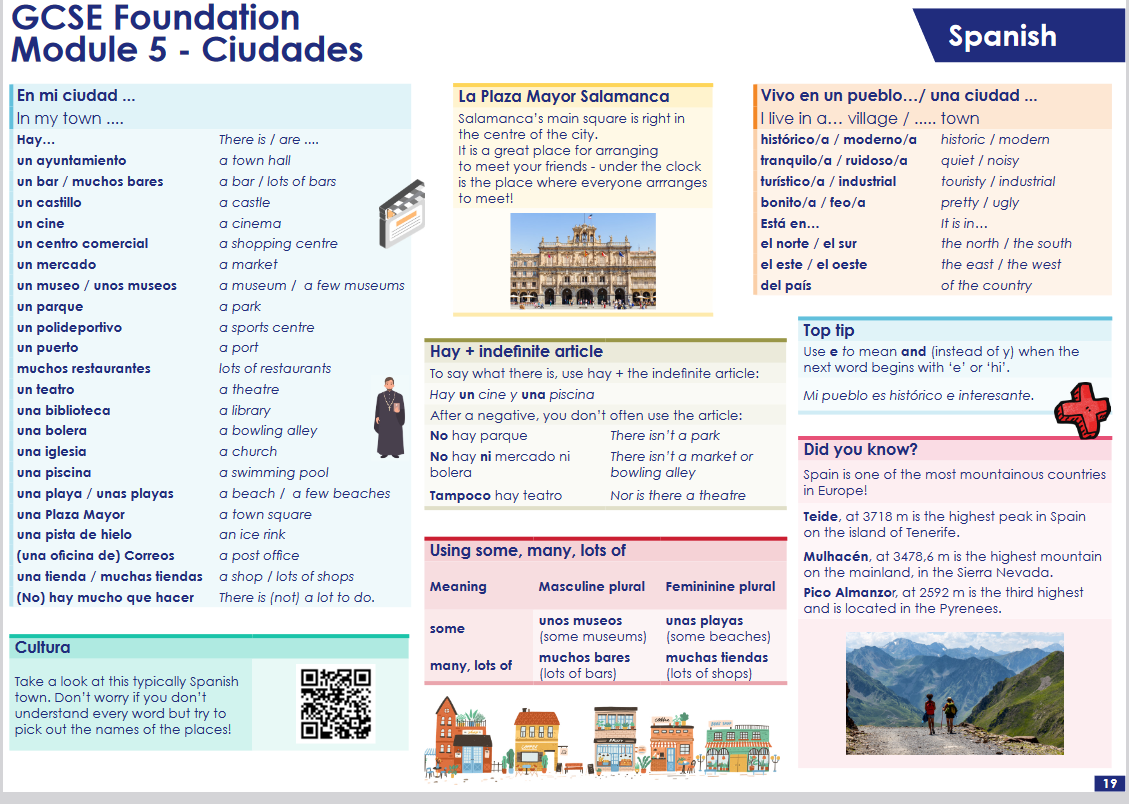 GCSE Foundation
Module 5 - Ciudades
Spanish
En mi ciudad ...
In my town ....
Hay... There is / are ....
un ayuntamiento a town hall
un bar / muchos bares a bar / lots of bars
un castillo a castle
un cine a cinema
un centro comercial a shopping centre
un mercado a market
un museo / unos museos a museum / a few museums
un parque a park
un polideportivo a sports centre
un puerto a port
muchos restaurantes lots of restaurants
un teatro a theatre
una biblioteca a library
una bolera a bowling alley
una iglesia a church
una piscina a swimming pool
una playa / unas playas a beach / a few beaches
una Plaza Mayor a town square
una pista de hielo an ice rink
(una oficina de) Correos a post office
una tienda / muchas tiendas a shop / lots of shops
(No) hay mucho que hacer There is (not) a lot to do.
Cultura
Take a look at this typically Spanish
town. Don't worry if you don't
understand every word but try to
pick out the names of the places!
La Plaza Mayor Salamanca
Salamanca's main square is right in
the centre of the city.
It is a great place for arranging
to meet your friends - under the clock
is the place where everyone arrranges
to meet!
Hay + indefinite article
To say what there is, use hay + the indefinite article:
Hay un cine y una piscina
After a negative, you don't often use the article:
No hay parque There isn't a park
No hay ni mercado ni There isn't a market or
bolera bowling alley
Tampoco hay teatro Nor is there a theatre
Using some, many, lots of
Meaning Masculine plural Femininine plural
some unos museos unas playas
(some museums) (some beaches)
many, lots of muchos bares muchas tiendas
(lots of bars) (lots of shops)
Vivo en un pueblo.../ una ciudad ...
I live in a... village / ..... town
histórico/a / moderno/a historic / modern
tranquilo/a / ruidoso/a quiet / noisy
turístico/a / industrial touristy / industrial
bonito/a / feo/a pretty / ugly
Está en... It is in...
el norte / el sur the north / the south
el este / el oeste the east / the west
del país of the country
Top tip
Use e to mean and (instead of y) when the
next word begins with 'e' or 'hi'.
Mi pueblo es histórico e interesante.
Did you know?
Spain is one of the most mountainous countries
in Europe!
Teide, at 3718 m is the highest peak in Spain
on the island of Tenerife.
Mulhacén, at 3478,6 m is the highest mountain
on the mainland, in the Sierra Nevada.
Pico Almanzor, at 2592 m is the third highest
and is located in the Pyrenees.
19